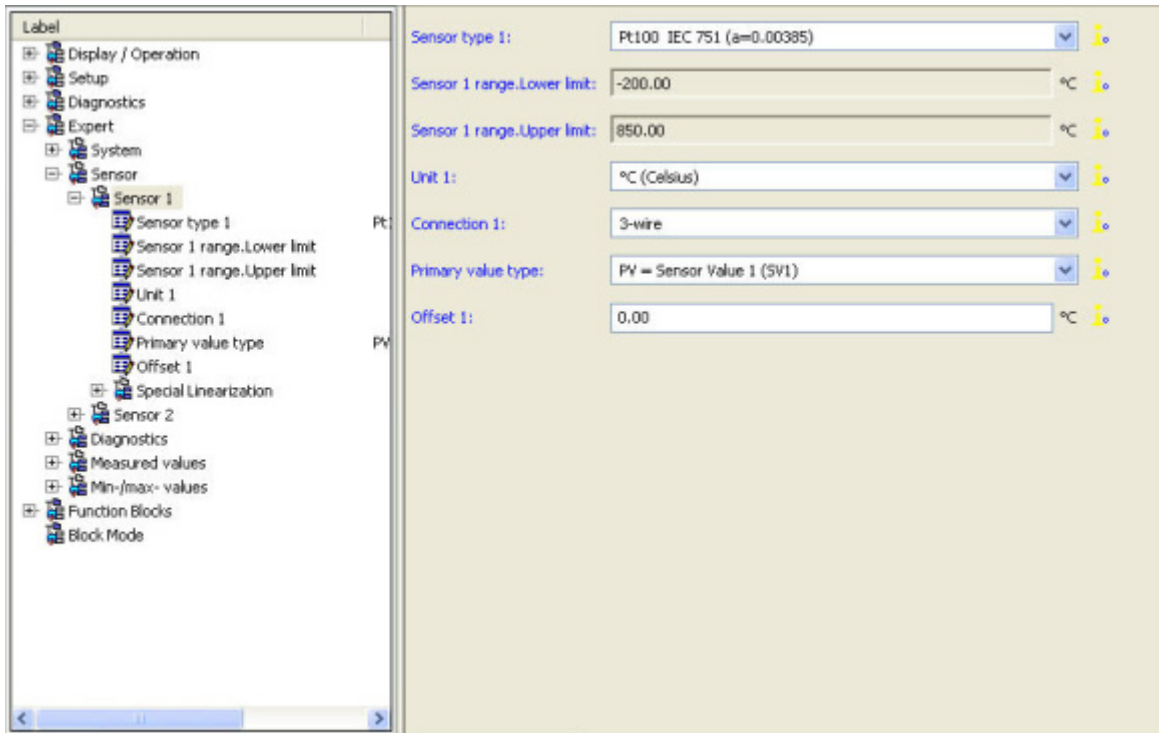 Label
Display / Operation
Setup
Diagnostics
Expert
System
Sensor
Sensor 1
Sensor type 1 Pt
Sensor 1 range.Lower limit
Sensor 1 range.Upper limit
Unit 1
Connection 1
Primary value type PV
Offset 1
Special Linearization
Sensor 2
Diagnostics
Measured values
Min-/max- values
Function Blocks
Block Mode
Sensor type 1: Pt100 IEC 751 (a=0.00385)
Sensor 1 range.Lower limit: -200.00 °C
Sensor 1 range.Upper limit: 850.00 °C
Unit 1: °C (Celsius)
Connection 1: 3-wire
Primary value type: PV = Sensor Value 1 (SV1)
Offset 1: 0.00 °C